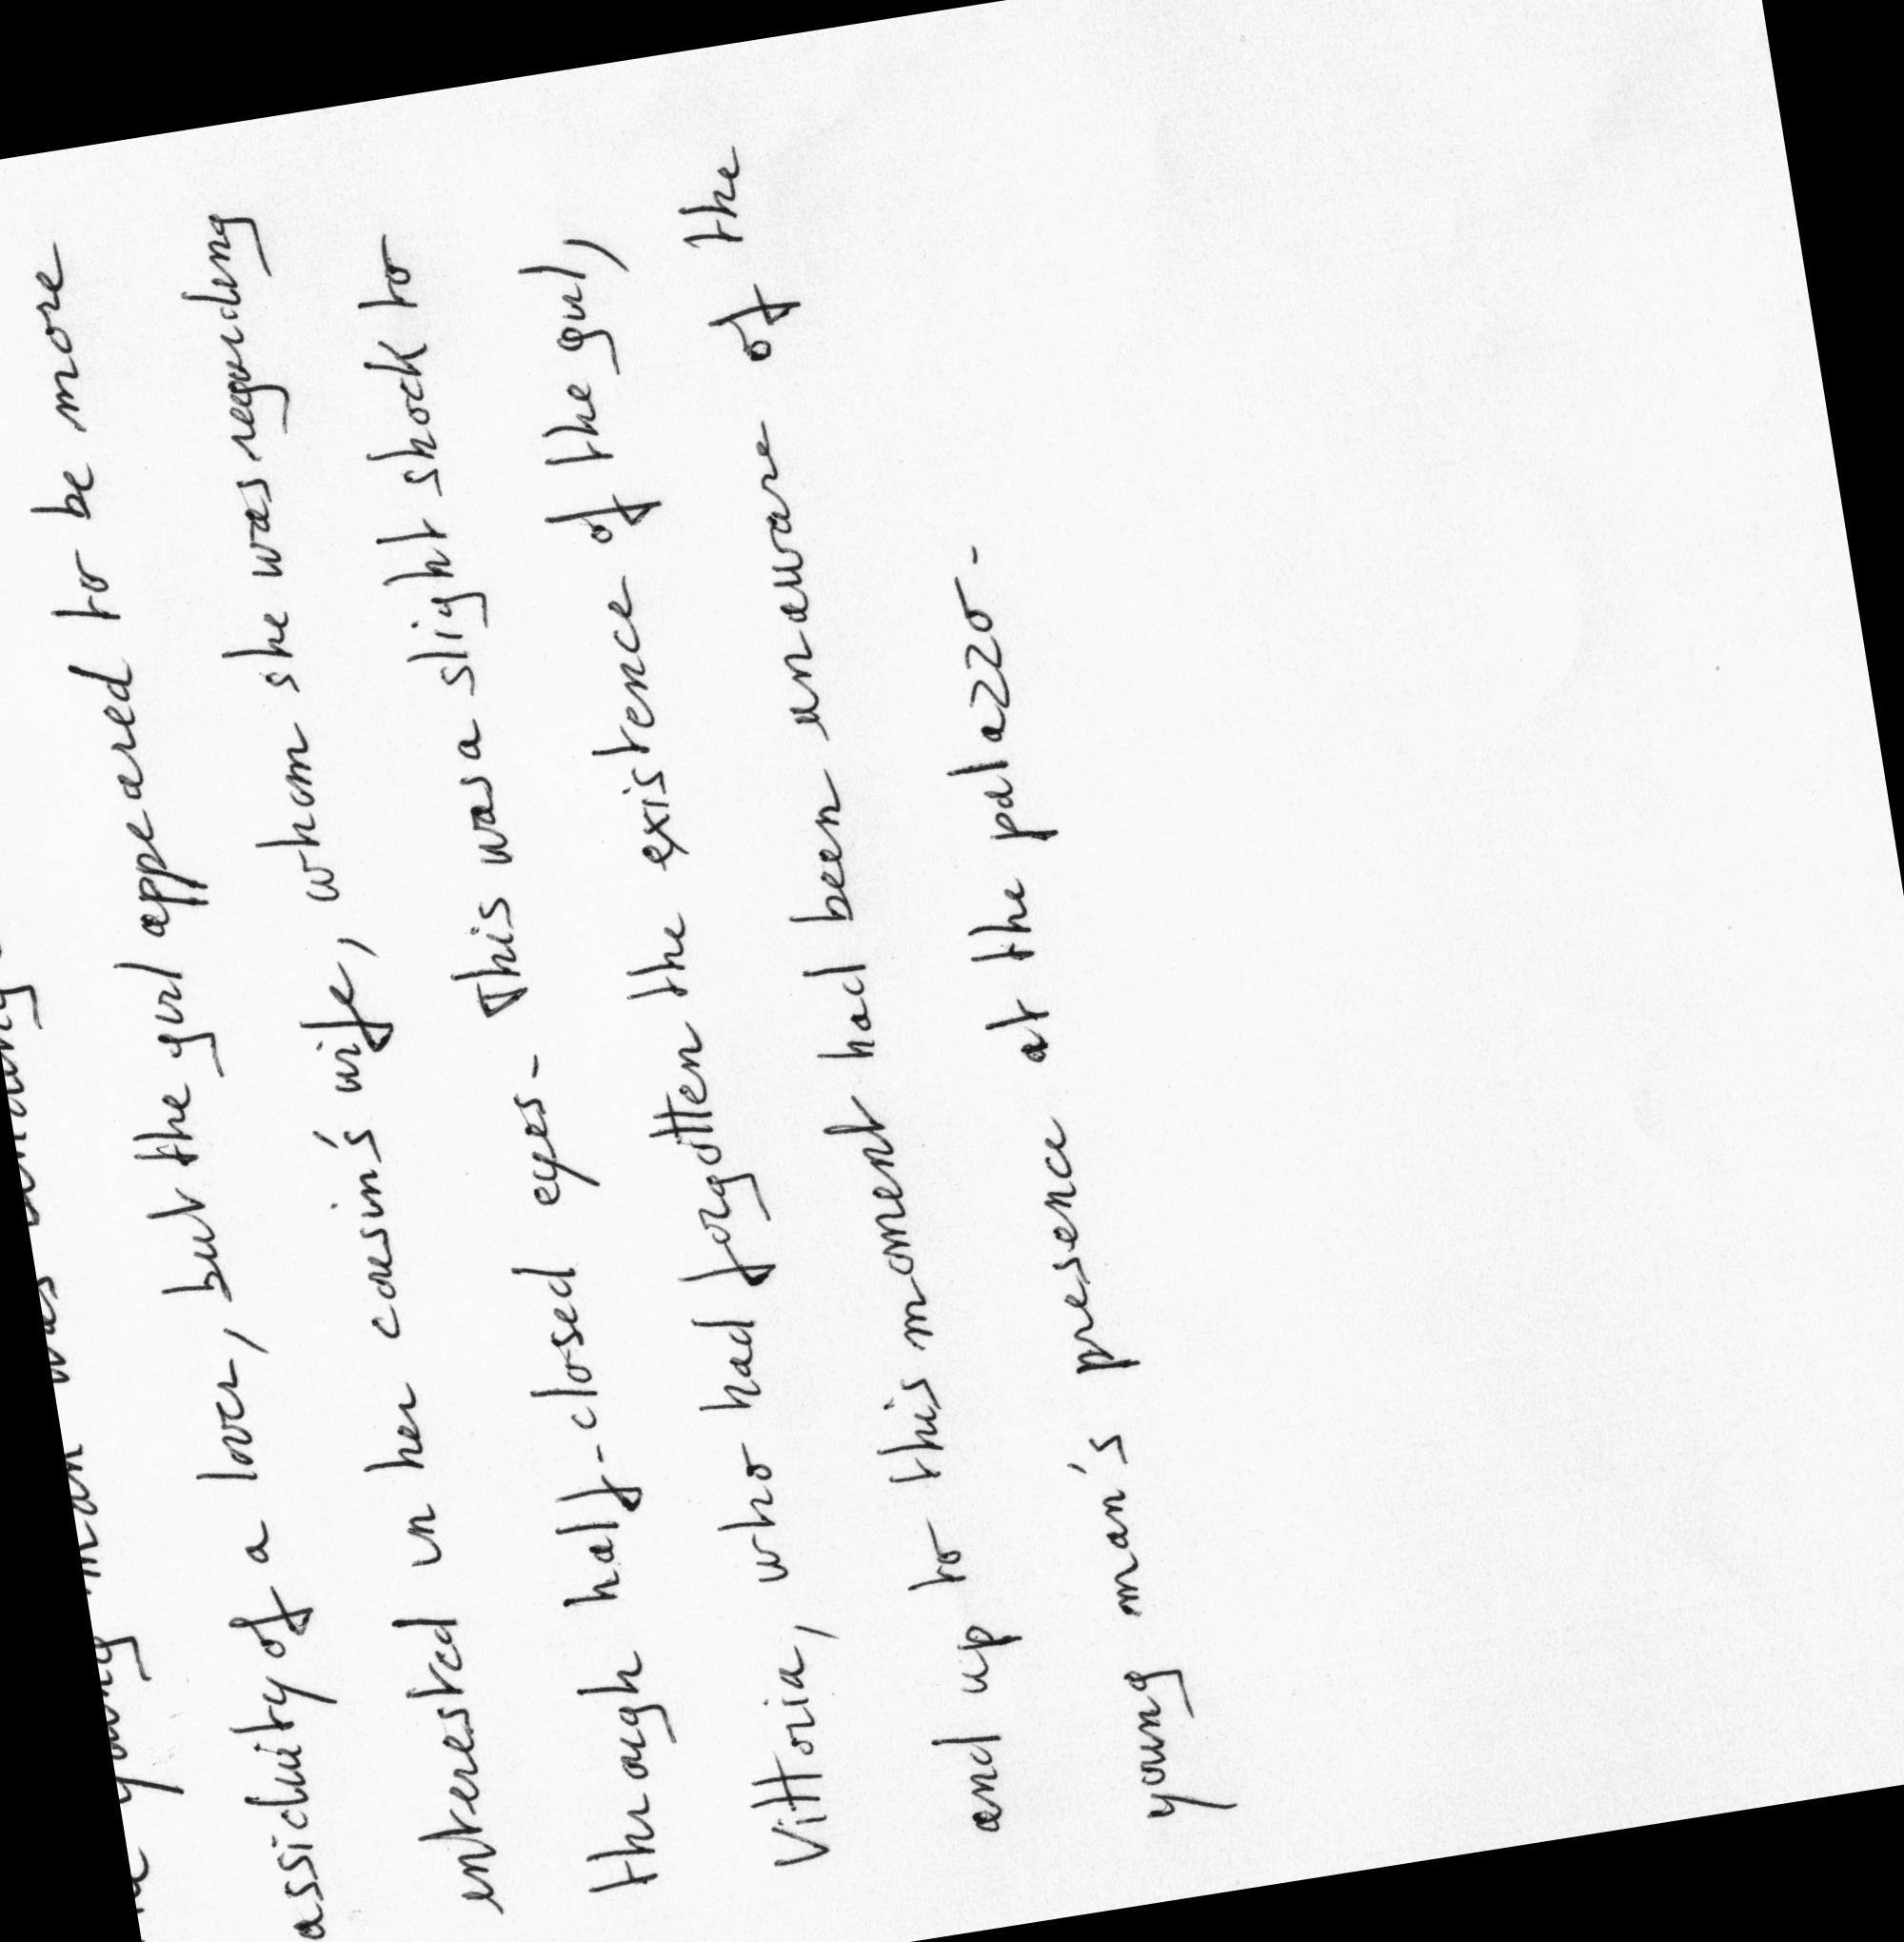 young man was
assiduity of a lover, but the girl appeared to be more
interested in her cousin's wife, whom she was regarding
through half-closed eyes. This was a slight shock to
Vittoria, who had forgotten the existence of the girl,
and up to this moment had been unaware of the
young man's presence at the palazzo.